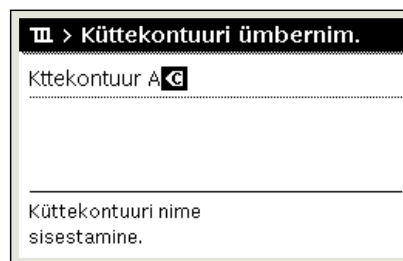 > Küttekontuuri ümbernim.
Kttekontuur A C
Küttekontuuri nime
sisestamine.